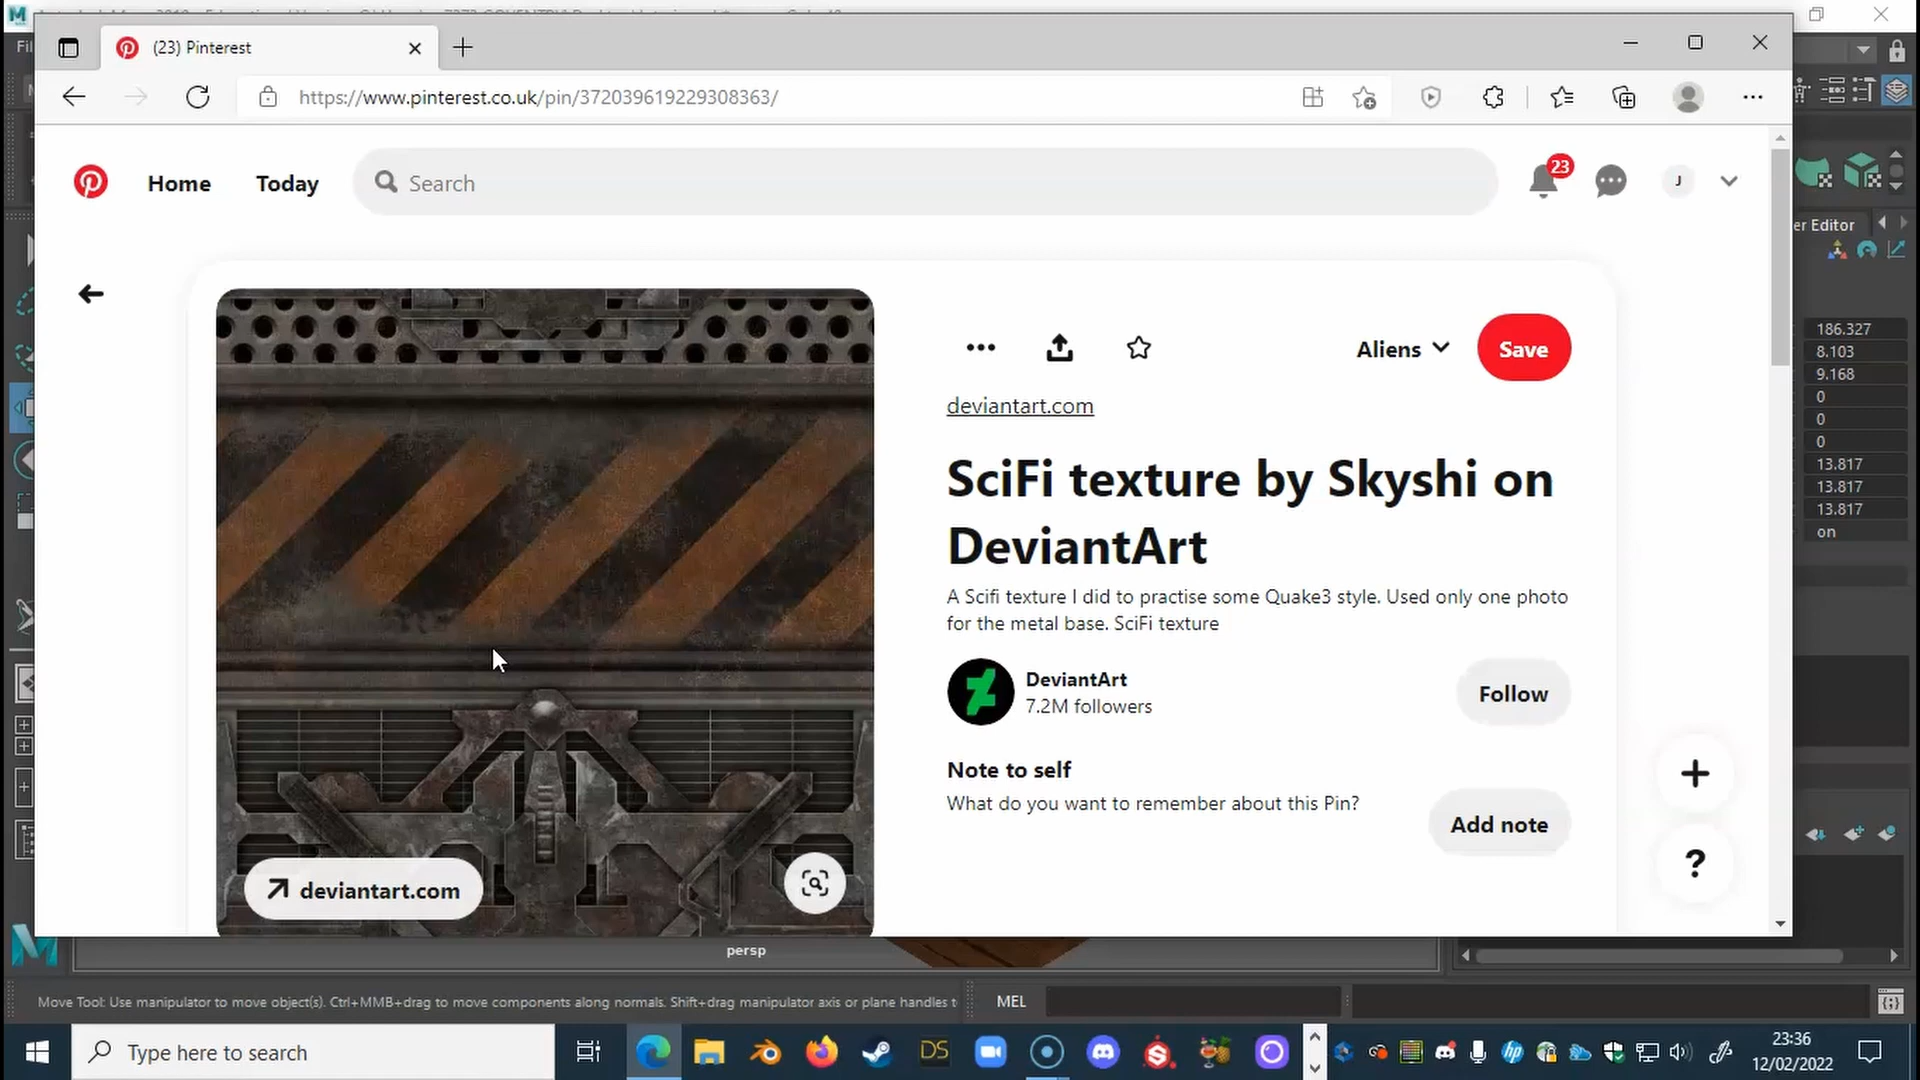 (23) Pinterest
https://www.pinterest.co.uk/pin/372039619229308363/
Home
Today
Search
23
J
er Editor
Aliens
Save
deviantart.com
SciFi texture by Skyshi on
DeviantArt
A Scifi texture I did to practise some Quake3 style. Used only one photo
for the metal base. SciFi texture
DeviantArt
7.2M followers
Follow
Note to self
What do you want to remember about this Pin?
Add note
deviantart.com
186.327
8.103
9.168
0
0
0
13.817
13.817
13.817
on
persp
Move Tool: Use manipulator to move object(s). Ctrl+MMB+drag to move components along normals. Shift+drag manipulator axis or plane handles t
MEL
Type here to search
DS
23:36
12/02/2022